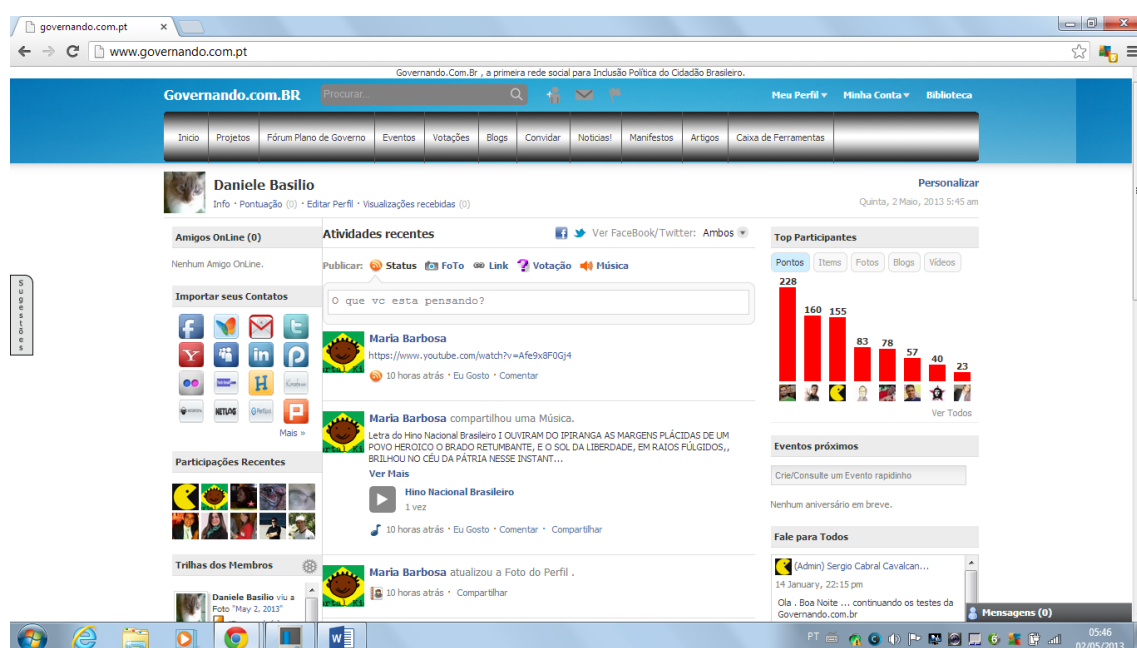 governando.com.pt
www.governando.com.pt
Governando.Com.Br , a primeira rede social para Inclusão Política do Cidadão Brasileiro.
Governando.com.BR Procurar... Meu Perfil Minha Conta Biblioteca
Inicio Projetos Fórum Plano de Governo Eventos Votações Blogs Convidar Noticias! Manifestos Artigos Caixa de Ferramentas
Daniele Basilio Personalizar
Info · Pontuação (0) · Editar Perfil · Visualizações recebidas (0) Quinta, 2 Maio, 2013 5:45 am
Sugestões
Amigos OnLine (0)
Nenhum Amigo OnLine.
Importar seus Contatos
NETLOG
Mais »
Participações Recentes
Trilhas dos Membros
Daniele Basilio viu a
Foto "May 2, 2013"
Atividades recentes Ver FaceBook/Twitter: Ambos
Publicar: Status FoTo Link Votação Música
O que vc esta pensando?
Maria Barbosa
https://www.youtube.com/watch?v=Afe9x8F0Gj4
10 horas atrás · Eu Gosto · Comentar
Maria Barbosa compartilhou uma Música.
Letra do Hino Nacional Brasileiro I OUVIRAM DO IPIRANGA AS MARGENS PLÁCIDAS DE UM
POVO HEROICO O BRADO RETUMBANTE, E O SOL DA LIBERDADE, EM RAIOS FÚLGIDOS,,
BRILHOU NO CÉU DA PÁTRIA NESSE INSTANT...
Ver Mais
Hino Nacional Brasileiro
1 vez
10 horas atrás · Eu Gosto · Comentar · Compartilhar
Maria Barbosa atualizou a Foto do Perfil .
10 horas atrás · Compartilhar
Top Participantes
Pontos Items Fotos Blogs Vídeos
228
160 155
83 78
57
40
23
Ver Todos
Eventos próximos
Crie/Consulte um Evento rapidinho
Nenhum aniversário em breve.
Fale para Todos
(Admin) Sergio Cabral Cavalcan...
14 January, 22:15 pm
Ola . Boa Noite ... continuando os testes da
Governando.com.br
Mensagens (0)
PT 05:46
02/05/2013